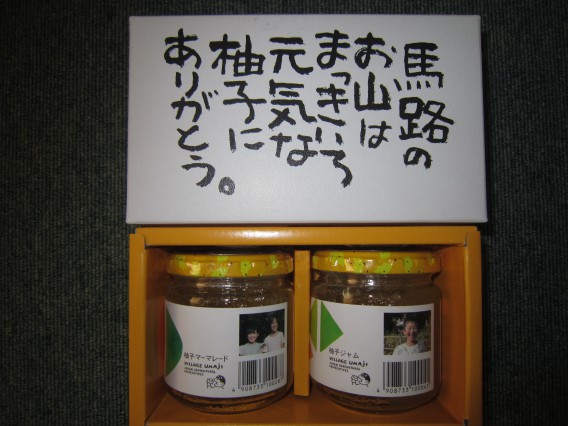 馬路の
お山は
まっきいろ
元気な
柚子に
ありがとう。
柚子マーマレード
VILLAGE UMAJI
柚子ジャム
VILLAGE UMAJI